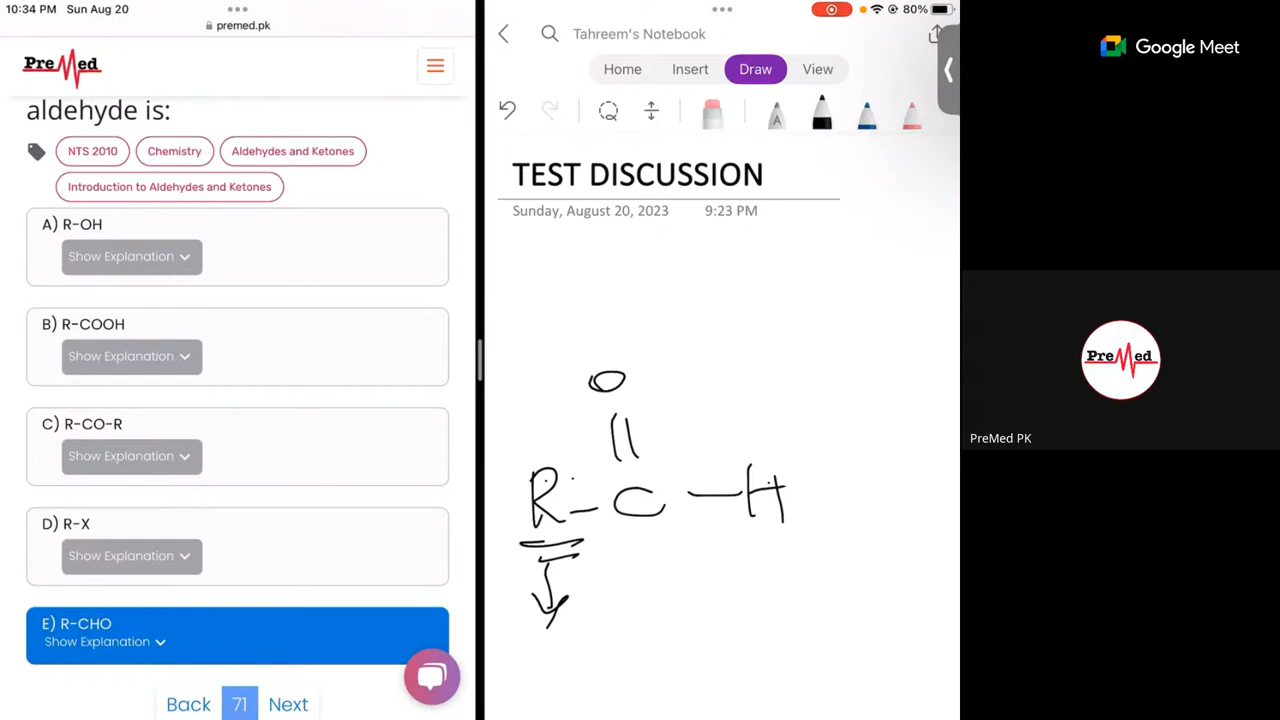 10:34 PM Sun Aug 20
premed.pk
PreMed
aldehyde is:
NTS 2010
Chemistry
Aldehydes and Ketones
Introduction to Aldehydes and Ketones
A) R-OH
Show Explanation
B) R-COOH
Show Explanation
C) R-CO-R
Show Explanation
D) R-X
Show Explanation
E) R-CHO
Show Explanation
Back 71 Next
80%
Tahreem's Notebook
Home Insert Draw View
A
TEST DISCUSSION
Sunday, August 20, 2023 9:23 PM
O
R - C - H
Google Meet
PreMed
PreMed PK